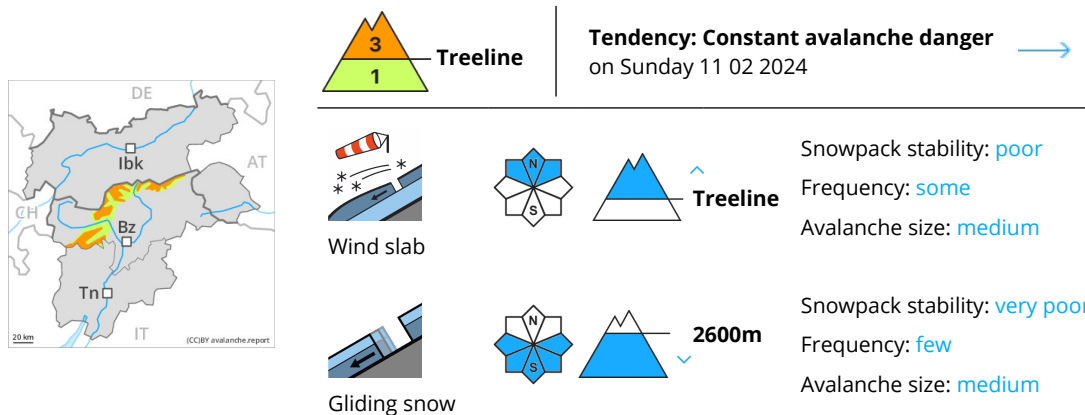 3
1
Treeline
Tendency: Constant avalanche danger
on Sunday 11 02 2024
DE
Ibk
AT
CH
Bz
Tn
IT
20 km
(CC)BY avalanche.report
N
S
Treeline
Wind slab
Snowpack stability: poor
Frequency: some
Avalanche size: medium
N
S
2600m
Gliding snow
Snowpack stability: very poor
Frequency: few
Avalanche size: medium